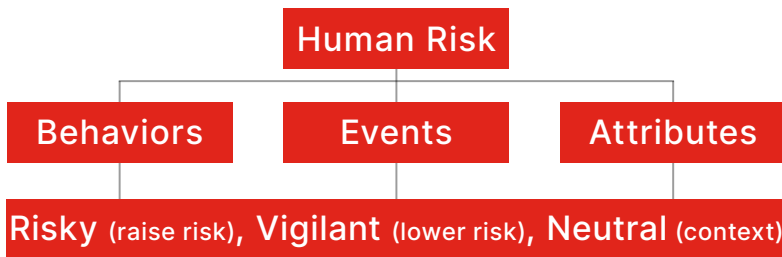 Human Risk
Behaviors
Events
Attributes
Risky (raise risk), Vigilant (lower risk), Neutral (context)